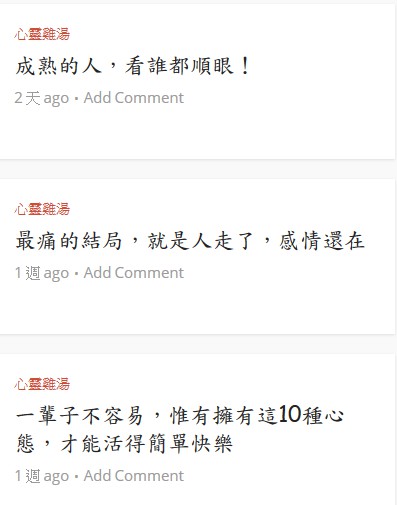 心靈雞湯
成熟的人，看誰都順眼！
2 天 ago • Add Comment
心靈雞湯
最痛的結局，就是人走了，感情還在
1 週 ago • Add Comment
心靈雞湯
一輩子不容易，惟有擁有這10種心
態，才能活得簡單快樂
1 週 ago • Add Comment